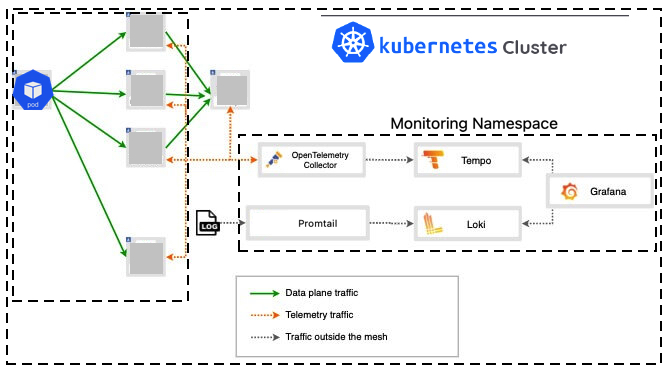 kubernetes Cluster
pod
Monitoring Namespace
OpenTelemetry
Collector
Tempo
Grafana
LOG
Promtail
Loki
Data plane traffic
Telemetry traffic
Traffic outside the mesh